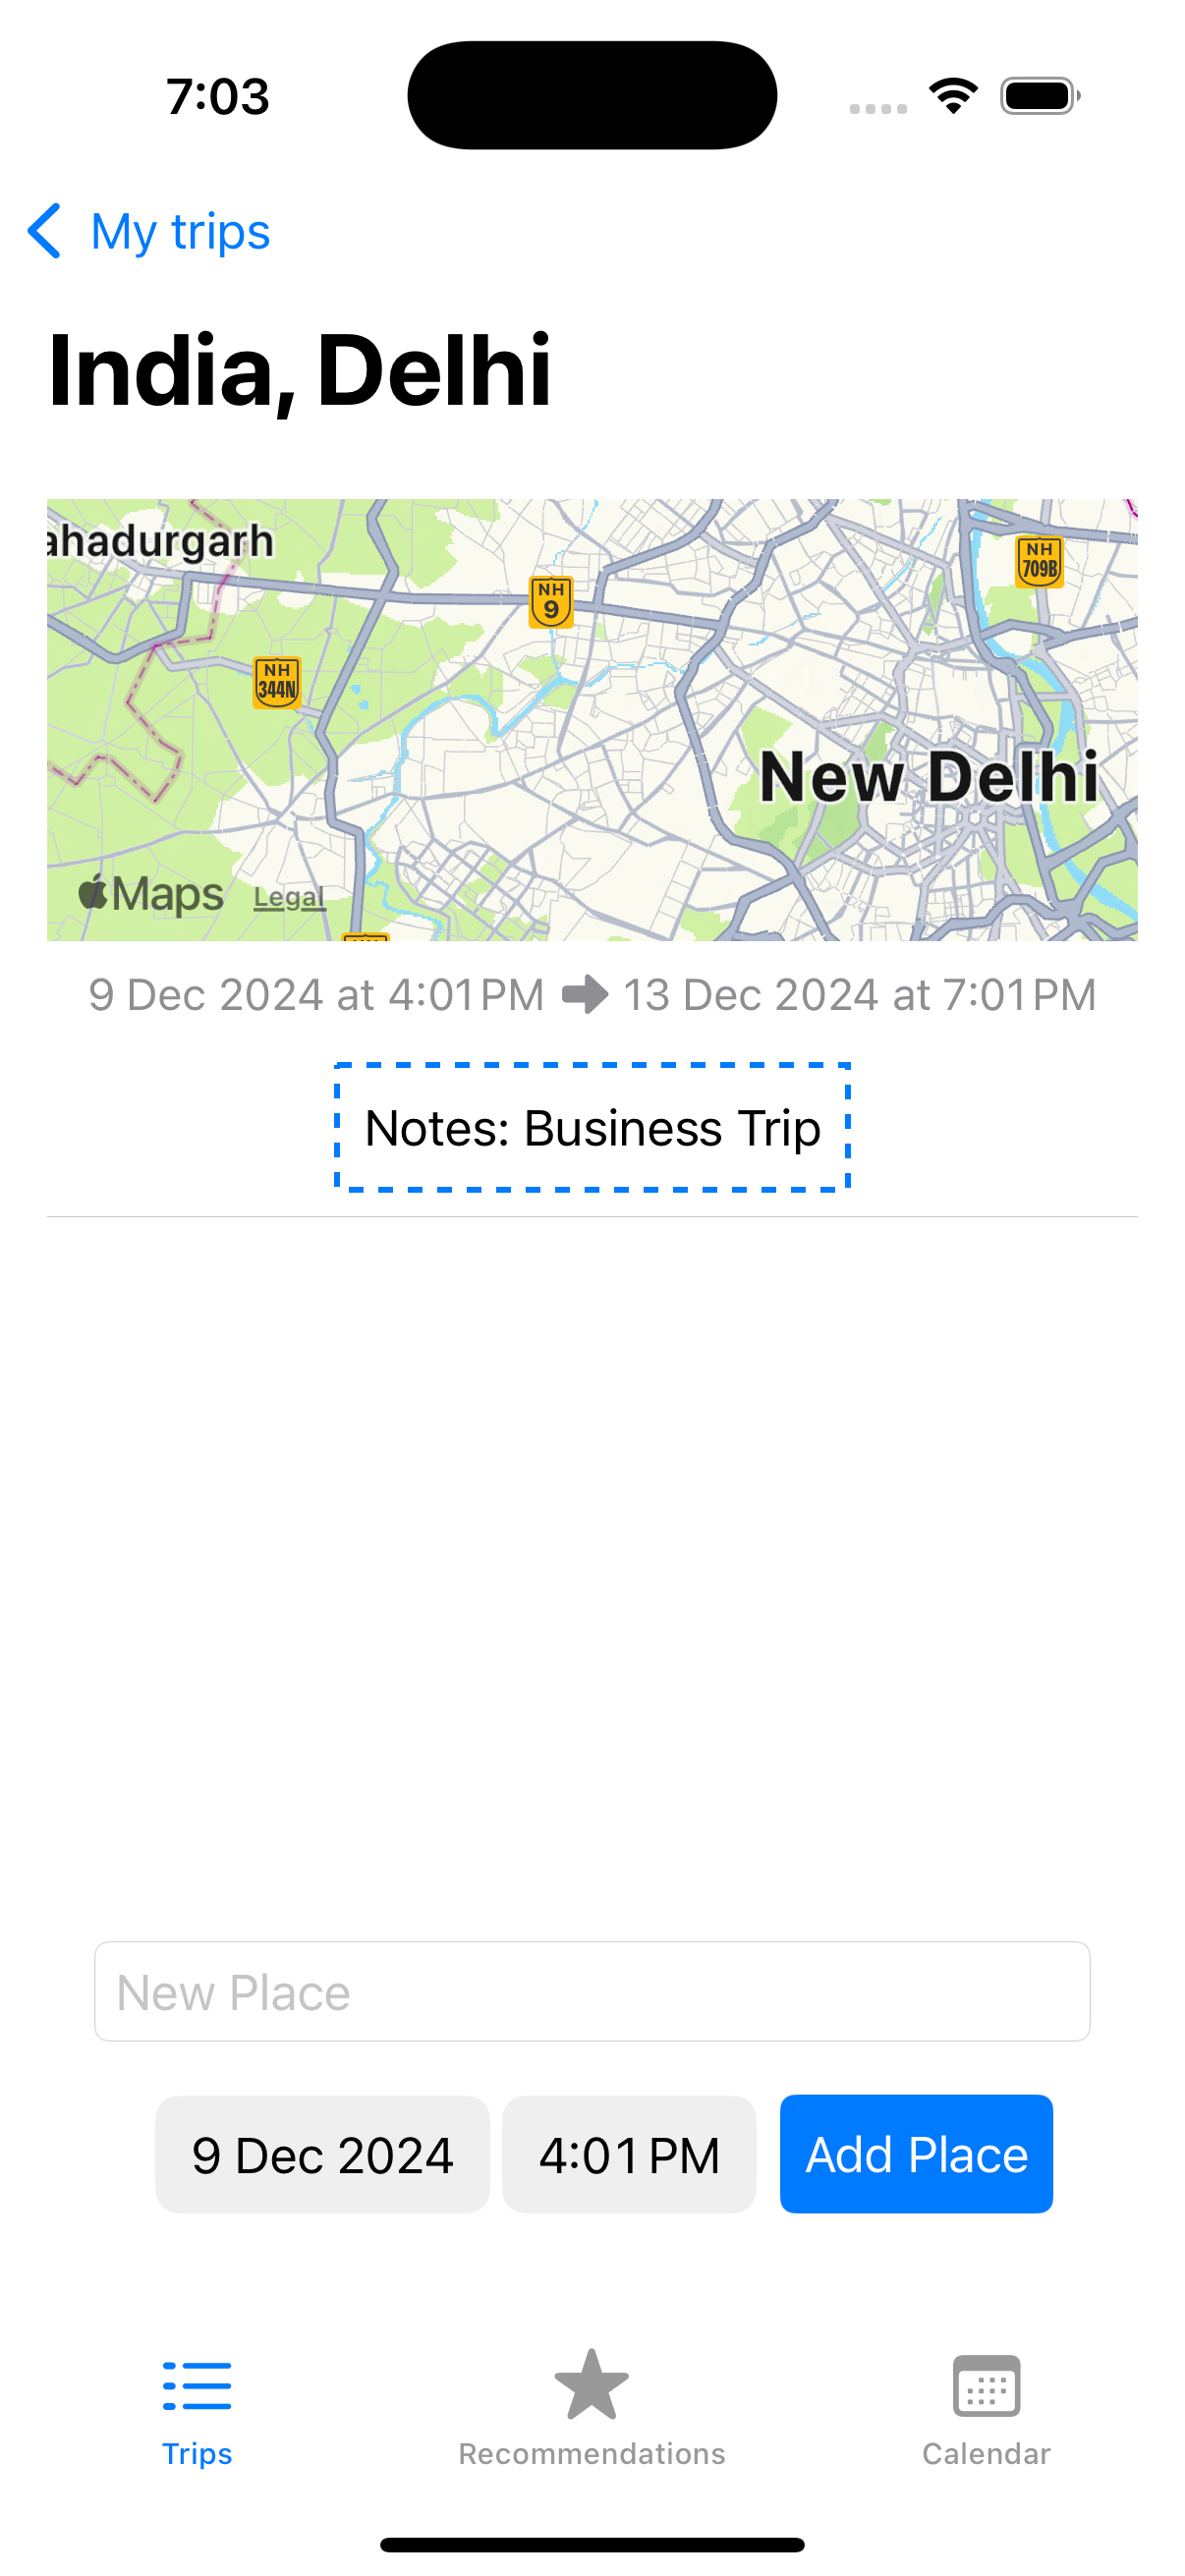 7:03
My trips
India, Delhi
ahadurgarh
NH
709B
NH
9
NH
344N
New Delhi
Maps Legal
9 Dec 2024 at 4:01 PM 13 Dec 2024 at 7:01 PM
Notes: Business Trip
New Place
9 Dec 2024 4:01 PM Add Place
Trips Recommendations Calendar